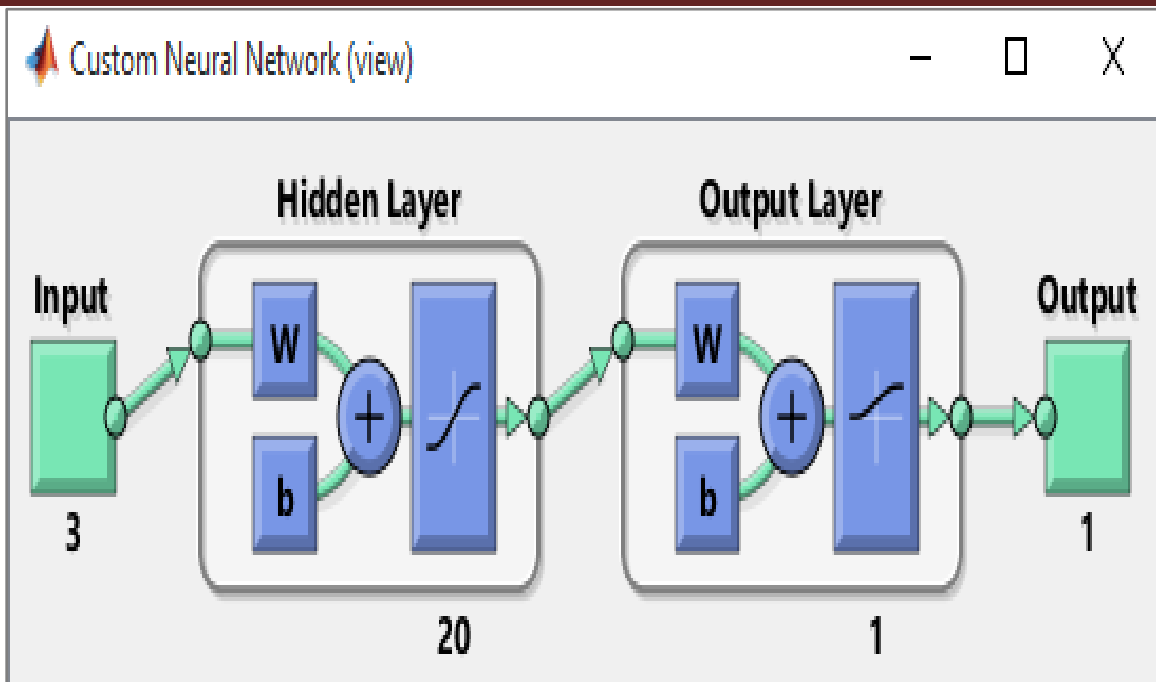 Custom Neural Network (view)
Hidden Layer
Output Layer
Input
Output
W
W
b
b
3
1
20
1